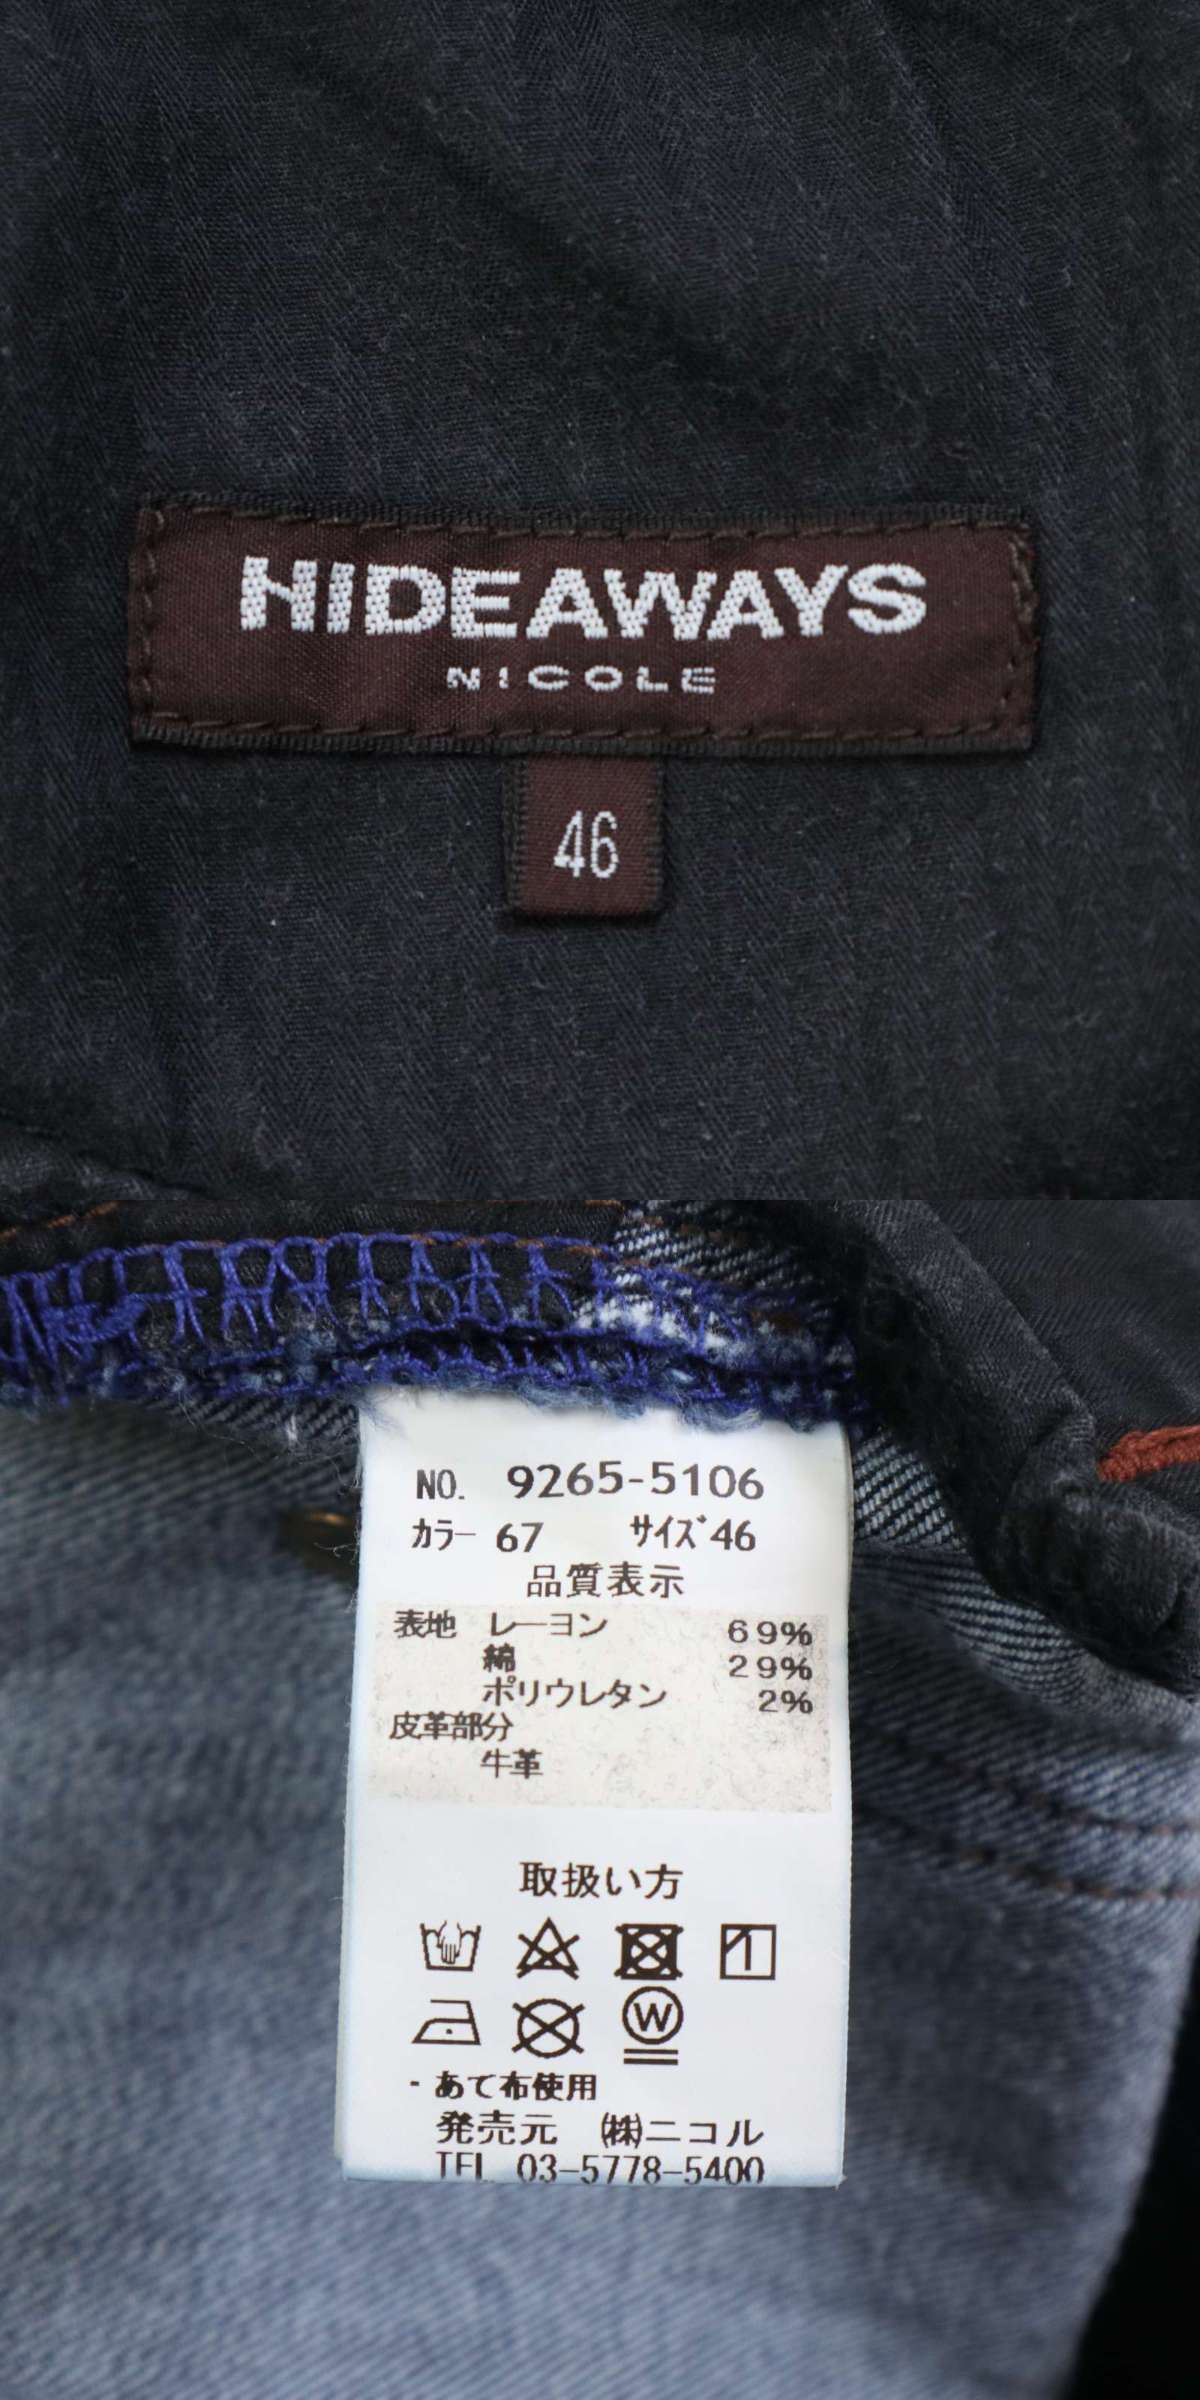 HIDEAWAYS
NICOLE
46
NO. 9265-5106
カラー 67 サイズ 46
品質表示
表地 レーヨン 69%
綿 29%
ポリウレタン 2%
皮革部分
牛革
取扱い方
W
・あて布使用
発売元 ㈱ニコル
TEL 03-5778-5400